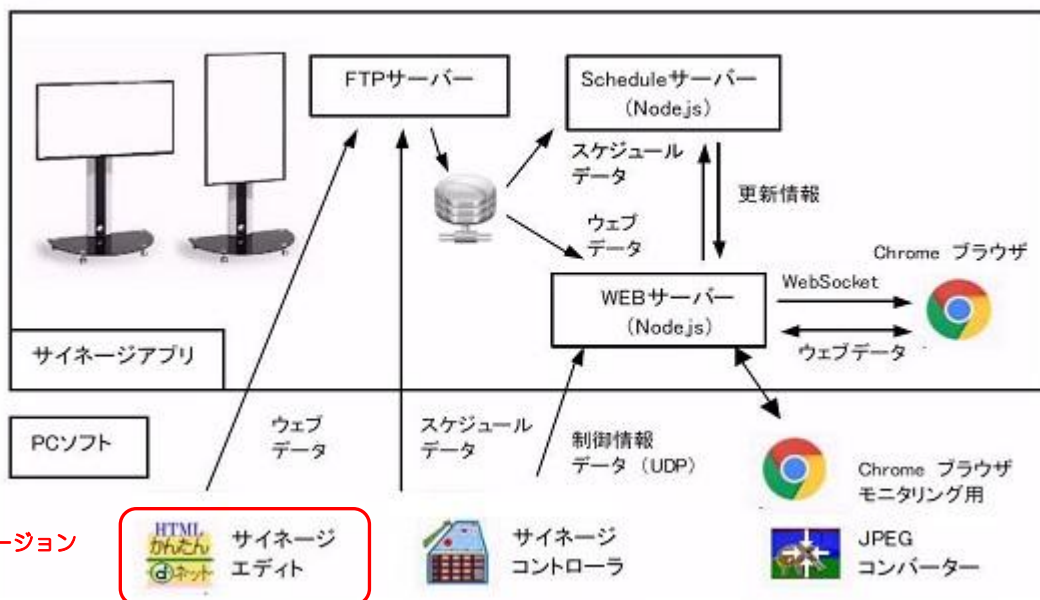 FTPサーバー
Scheduleサーバー
(Node.js)
スケジュール
データ
更新情報
ウェブ
データ
Chrome ブラウザ
WEBサーバー
(Node.js)
WebSocket
ウェブデータ
サイネージアプリ
PCソフト
ウェブ
データ
スケジュール
データ
制御情報
データ (UDP)
Chrome ブラウザ
モニタリング用
ージョン
HTML
かんたん
@dネット
サイネージ
エディト
サイネージ
コントローラ
JPEG
コンバーター